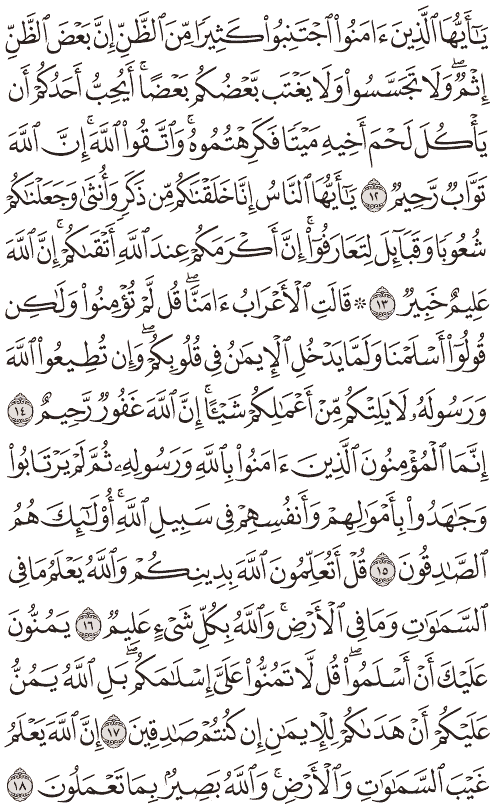 يَٰٓأَيُّهَا ٱلَّذِينَ ءَامَنُوا۟ ٱجْتَنِبُوا۟ كَثِيرًا مِّنَ ٱلظَّنِّ إِنَّ بَعْضَ ٱلظَّنِّ
إِثْمٌ ۖ وَلَا تَجَسَّسُوا۟ وَلَا يَغْتَب بَّعْضُكُم بَعْضًا ۚ أَيُحِبُّ أَحَدُكُمْ أَن
يَأْكُلَ لَحْمَ أَخِيهِ مَيْتًا فَكَرِهْتُمُوهُ ۚ وَٱتَّقُوا۟ ٱللَّهَ ۚ إِنَّ ٱللَّهَ
تَوَّابٌ رَّحِيمٌ ١٢ يَٰٓأَيُّهَا ٱلنَّاسُ إِنَّا خَلَقْنَٰكُم مِّن ذَكَرٍ وَأُنثَىٰ وَجَعَلْنَٰكُمْ
شُعُوبًا وَقَبَآئِلَ لِتَعَارَفُوٓا۟ ۚ إِنَّ أَكْرَمَكُمْ عِندَ ٱللَّهِ أَتْقَىٰكُمْ ۚ إِنَّ ٱللَّهَ
عَلِيمٌ خَبِيرٌ ١٣ ۞ قَالَتِ ٱلْأَعْرَابُ ءَامَنَّا ۖ قُل لَّمْ تُؤْمِنُوا۟ وَلَٰكِن
قُولُوٓا۟ أَسْلَمْنَا وَلَمَّا يَدْخُلِ ٱلْإِيمَٰنُ فِى قُلُوبِكُمْ ۖ وَإِن تُطِيعُوا۟ ٱللَّهَ
وَرَسُولَهُۥ لَا يَلِتْكُم مِّنْ أَعْمَٰلِكُمْ شَيْـًٔا ۚ إِنَّ ٱللَّهَ غَفُورٌ رَّحِيمٌ ١٤
إِنَّمَا ٱلْمُؤْمِنُونَ ٱلَّذِينَ ءَامَنُوا۟ بِٱللَّهِ وَرَسُولِهِۦ ثُمَّ لَمْ يَرْتَابُوا۟
وَجَٰهَدُوا۟ بِأَمْوَٰلِهِمْ وَأَنفُسِهِمْ فِى سَبِيلِ ٱللَّهِ ۚ أُو۟لَٰٓئِكَ هُمُ
ٱلصَّٰدِقُونَ ١٥ قُلْ أَتُعَلِّمُونَ ٱللَّهَ بِدِينِكُمْ وَٱللَّهُ يَعْلَمُ مَا فِى
ٱلسَّمَٰوَٰتِ وَمَا فِى ٱلْأَرْضِ ۚ وَٱللَّهُ بِكُلِّ شَىْءٍ عَلِيمٌ ١٦ يَمُنُّونَ
عَلَيْكَ أَنْ أَسْلَمُوا۟ ۖ قُل لَّا تَمُنُّوا۟ عَلَىَّ إِسْلَٰمَكُم ۖ بَلِ ٱللَّهُ يَمُنُّ
عَلَيْكُمْ أَنْ هَدَىٰكُمْ لِلْإِيمَٰنِ إِن كُنتُمْ صَٰدِقِينَ ١٧ إِنَّ ٱللَّهَ يَعْلَمُ
غَيْبَ ٱلسَّمَٰوَٰتِ وَٱلْأَرْضِ ۚ وَٱللَّهُ بَصِيرٌۢ بِمَا تَعْمَلُونَ ١٨